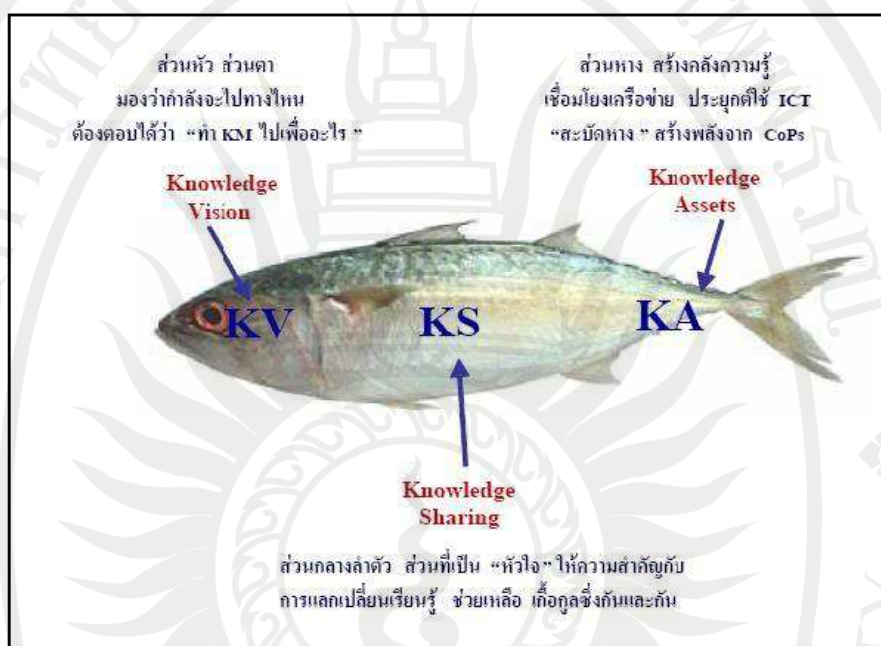 ส่วนหัว ส่วนตา
มองว่ากำลังจะไปทางไหน
ต้องตอบได้ว่า “ทำ KM ไปเพื่ออะไร ”
ส่วนหาง สร้างคลังความรู้
เชื่อมโยงเครือข่าย ประยุกต์ใช้ ICT
“สะบัดหาง ” สร้างพลังจาก CoPs
Knowledge
Vision
Knowledge
Assets
KV
KS
KA
Knowledge
Sharing
ส่วนกลางลำตัว ส่วนที่เป็น “หัวใจ” ให้ความสำคัญกับ
การแลกเปลี่ยนเรียนรู้ ช่วยเหลือ เกื้อกูลซึ่งกันและกัน